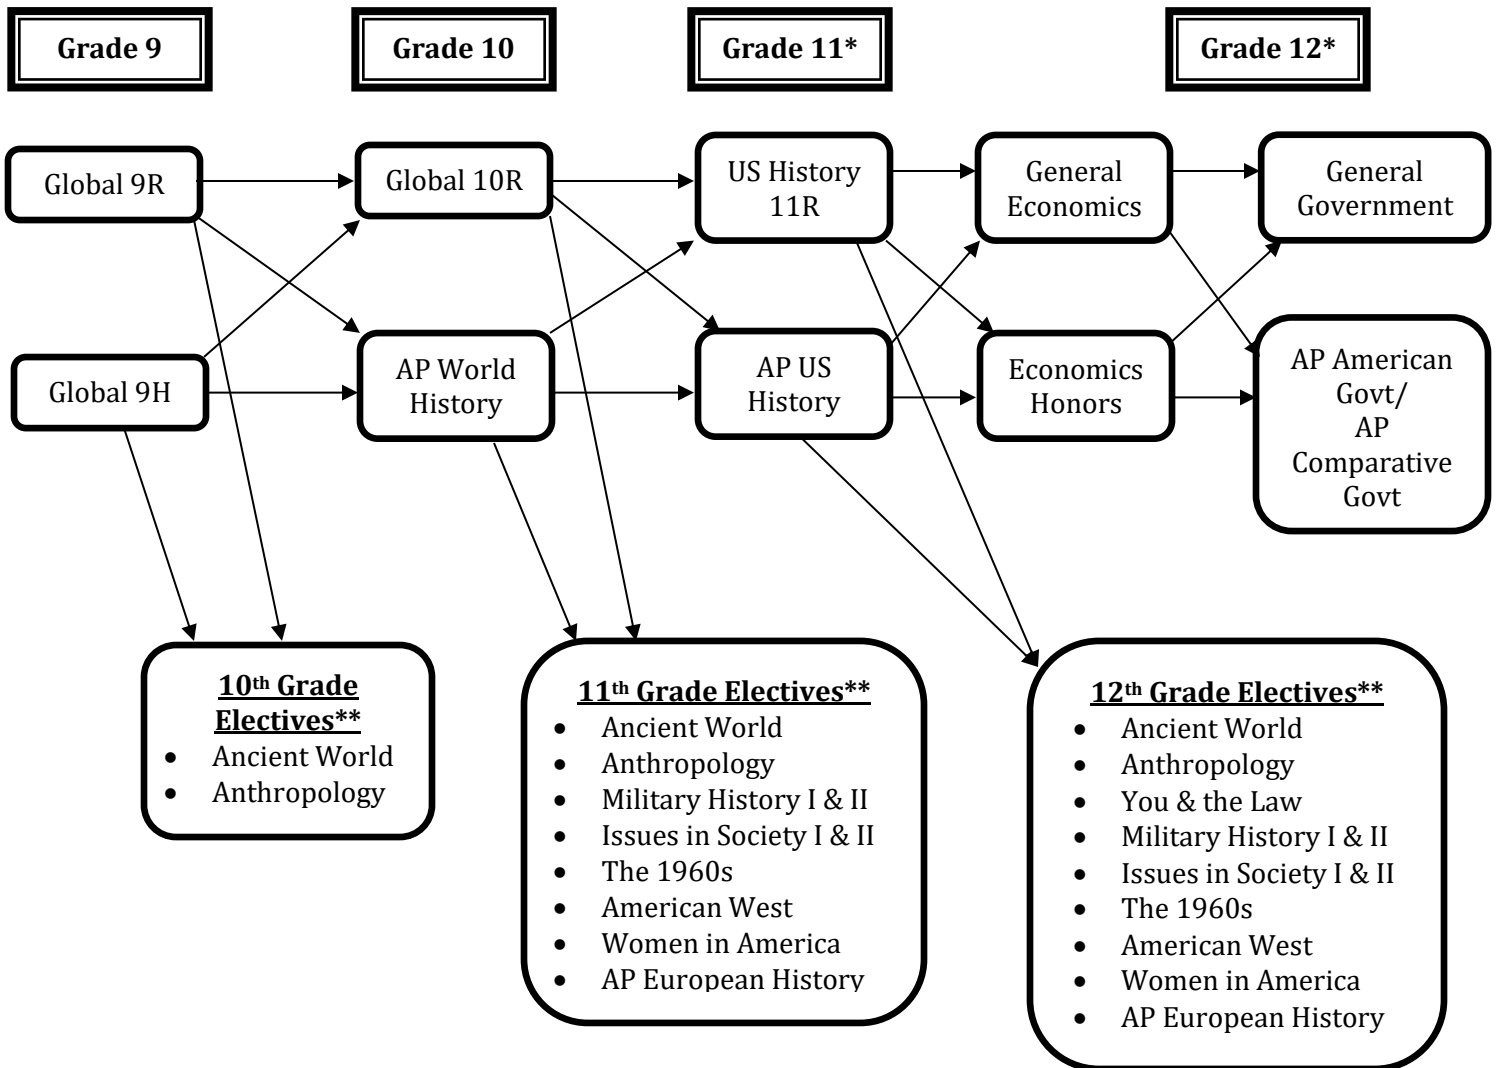 Grade 9
Grade 10
Grade 11*
Grade 12*
Global 9R
Global 10R
US History
11R
General
Economics
General
Government
Global 9H
AP World
History
AP US
History
Economics
Honors
AP American
Govt/
AP
Comparative
Govt
10th Grade
Electives**
• Ancient World
• Anthropology
11th Grade Electives**
• Ancient World
• Anthropology
• Military History I & II
• Issues in Society I & II
• The 1960s
• American West
• Women in America
• AP European History
12th Grade Electives**
• Ancient World
• Anthropology
• You & the Law
• Military History I & II
• Issues in Society I & II
• The 1960s
• American West
• Women in America
• AP European History